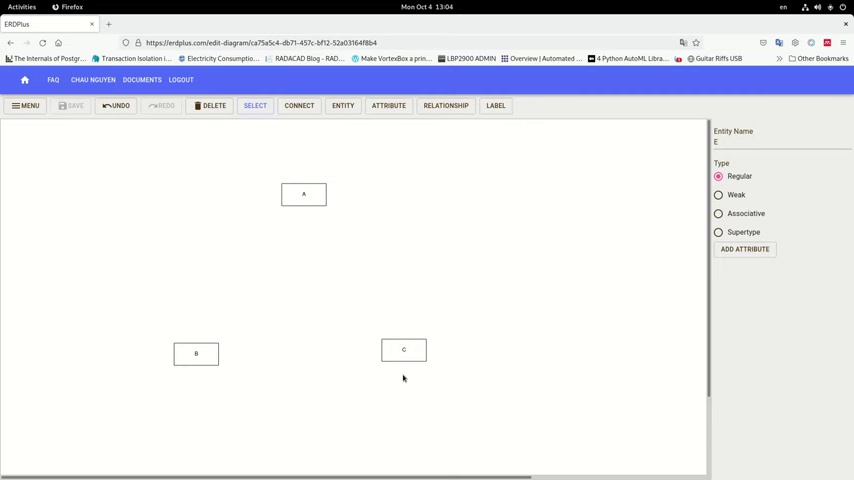 Activities Firefox Mon Oct 4 13:04 en
ERDPlus
https://erdplus.com/edit-diagram/ca75a5c4-db71-457c-bf12-52a03164f8b4
The Internals of Postgr... Transaction Isolation i... Electricity Consumptio... RADACAD Blog - RAD... Make VortexBox a prin... LBP2900 ADMIN Overview | Automated ... 4 Python AutoML Libra... Guitar Riffs USB Other Bookmarks
FAQ CHAU NGUYEN DOCUMENTS LOGOUT
MENU SAVE UNDO REDO DELETE SELECT CONNECT ENTITY ATTRIBUTE RELATIONSHIP LABEL
Entity Name
E
Type
Regular
Weak
Associative
Supertype
ADD ATTRIBUTE
A
B
C